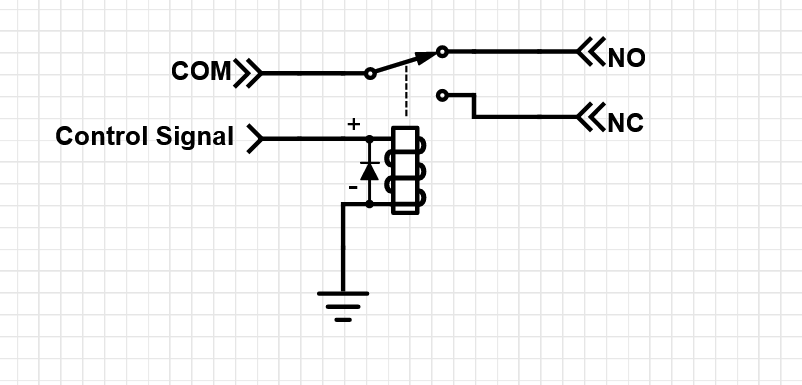 COM
NO
NC
+
Control Signal
-